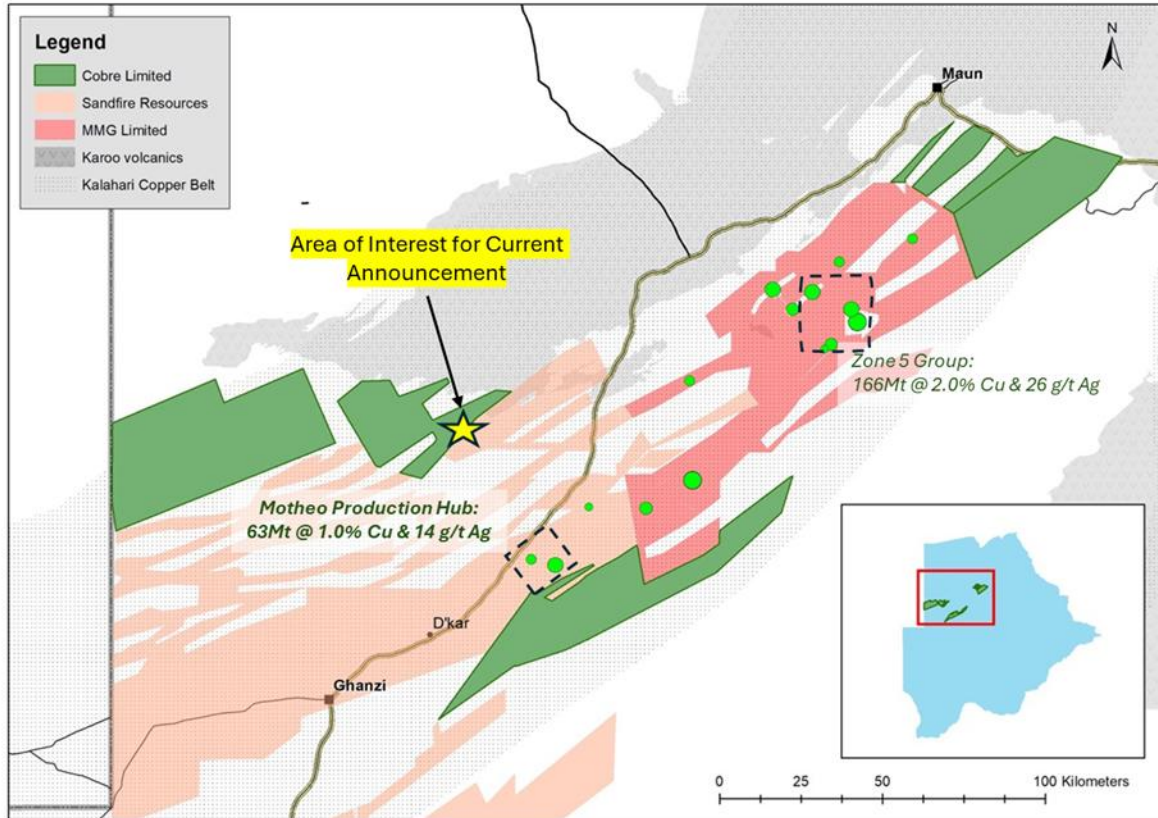 Legend
Cobre Limited
Sandfire Resources
MMG Limited
Karoo volcanics
Kalahari Copper Belt
N
Maun
Area of Interest for Current
Announcement
Zone 5 Group:
166Mt @ 2.0% Cu & 26 g/t Ag
Motheo Production Hub:
63Mt @ 1.0% Cu & 14 g/t Ag
D'kar
Ghanzi
0 25 50 100 Kilometers